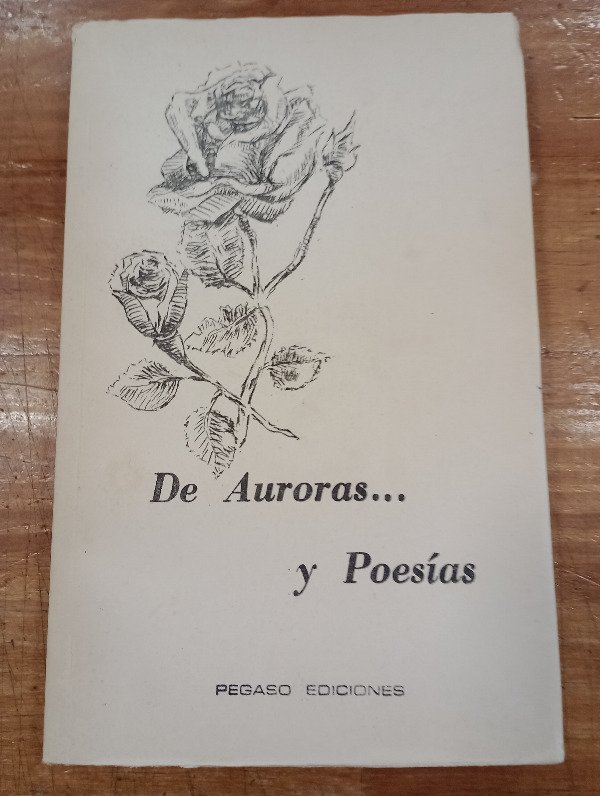 De Auroras...
y Poesías
PEGASO EDICIONES